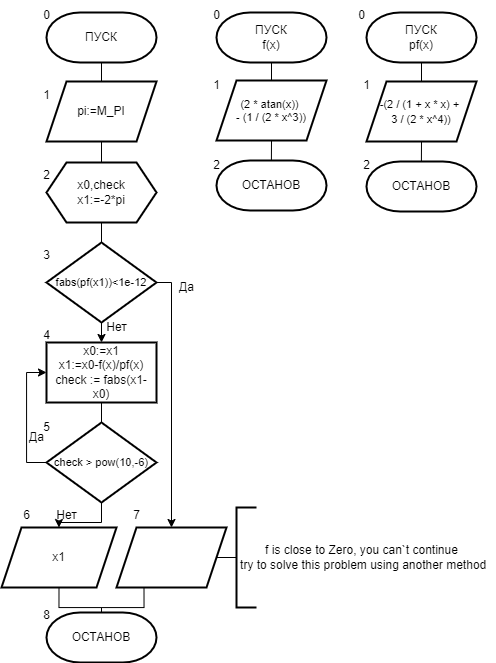 0
ПУСК
1
pi:=M_PI
2
x0,check
x1:=-2*pi
3
fabs(pf(x1))<1e-12
Да
Нет
4
x0:=x1
x1:=x0-f(x)/pf(x)
check := fabs(x1-
x0)
5
Да
check > pow(10,-6)
Нет
6
x1
7
f is close to Zero, you can`t continue
try to solve this problem using another method
8
ОСТАНОВ
0
ПУСК
f(x)
1
(2 * atan(x))
- (1 / (2 * x^3))
2
ОСТАНОВ
0
ПУСК
pf(x)
1
-(2 / (1 + x * x) +
3 / (2 * x^4))
2
ОСТАНОВ